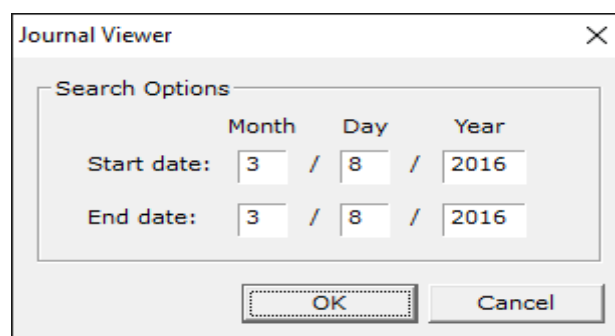 Journal Viewer
Search Options
Month Day Year
Start date: 3 / 8 / 2016
End date: 3 / 8 / 2016
OK Cancel